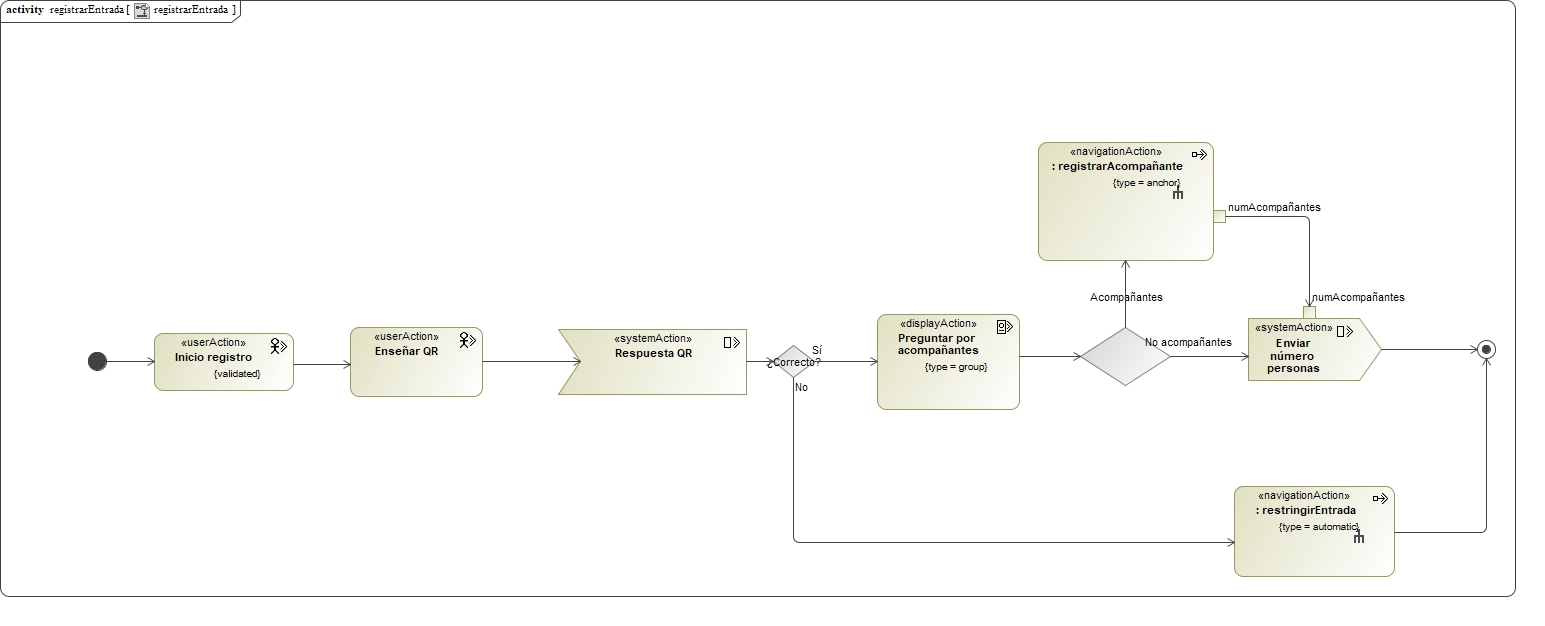 activity registrarEntrada [ registrarEntrada ]
«userAction»
Inicio registro
{validated}
«userAction»
Enseñar QR
«systemAction»
Respuesta QR
¿Correcto?
Sí
No
«displayAction»
Preguntar por
acompañantes
{type = group}
«navigationAction»
: registrarAcompañante
{type = anchor}
numAcompañantes
Acompañantes
No acompañantes
numAcompañantes
«systemAction»
Enviar
número
personas
«navigationAction»
: restringirEntrada
{type = automatic}